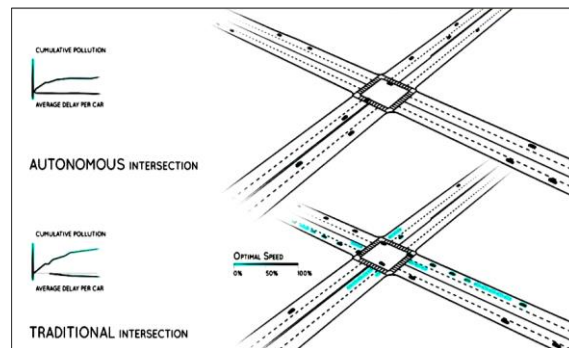 CUMULATIVE POLLUTION
AVERAGE DELAY PER CAR
AUTONOMOUS INTERSECTION
CUMULATIVE POLLUTION
AVERAGE DELAY PER CAR
TRADITIONAL INTERSECTION
OPTIMAL SPEED
0% 50% 100%